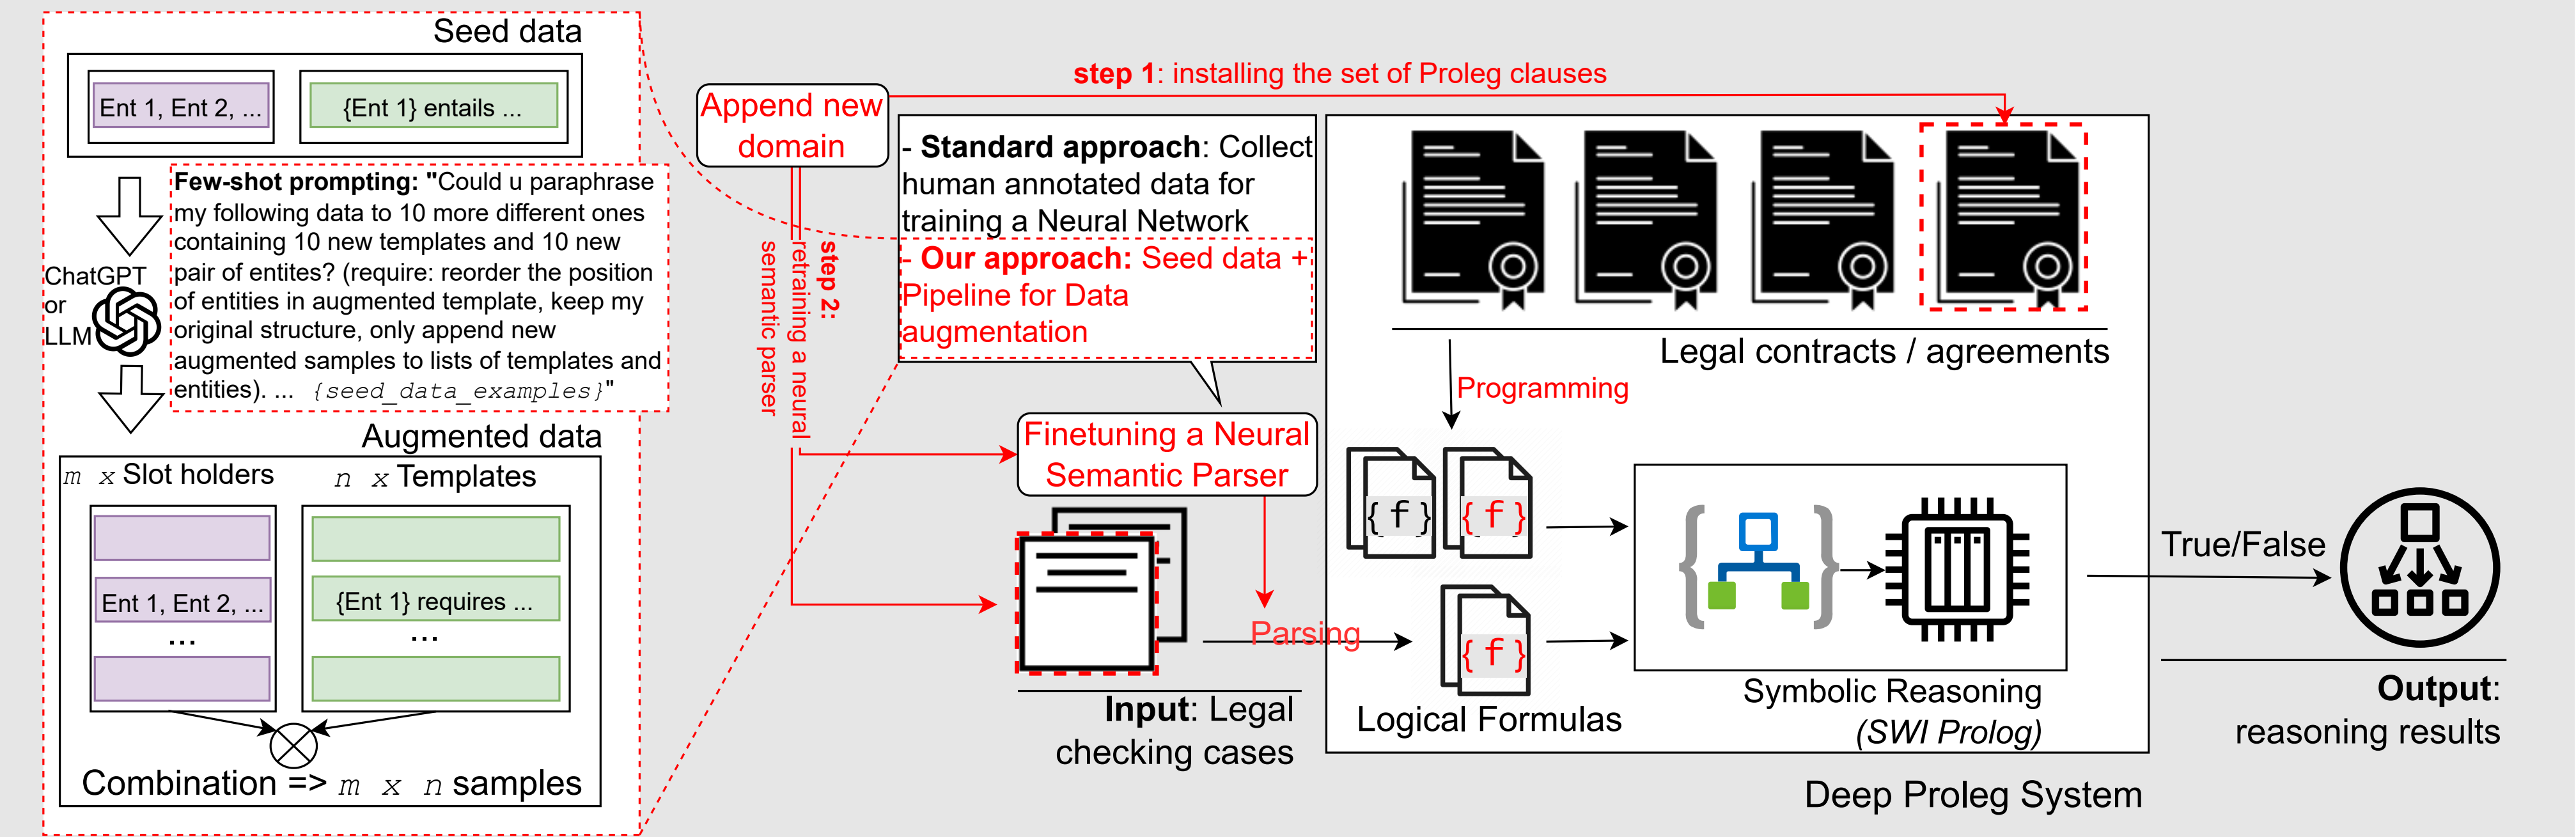 Seed data
Ent 1, Ent 2, ...
{Ent 1} entails ...
Few-shot prompting: "Could u paraphrase
my following data to 10 more different ones
containing 10 new templates and 10 new
pair of entites? (require: reorder the position
of entities in augmented template, keep my
original structure, only append new
augmented samples to lists of templates and
entities). ... {seed_data_examples}"
ChatGPT
or
LLM
Augmented data
m x Slot holders
n x Templates
Ent 1, Ent 2, ...
...
{Ent 1} requires ...
...
Combination => m x n samples
Append new
domain
step 1: installing the set of Proleg clauses
step 2:
retraining a neural
semantic parser
- Standard approach: Collect
human annotated data for
training a Neural Network
- Our approach: Seed data +
Pipeline for Data
augmentation
Finetuning a Neural
Semantic Parser
Parsing
Input: Legal
checking cases
Legal contracts / agreements
Programming
{ f }
{ f }
{ f }
Logical Formulas
Symbolic Reasoning
(SWI Prolog)
Deep Proleg System
True/False
Output:
reasoning results